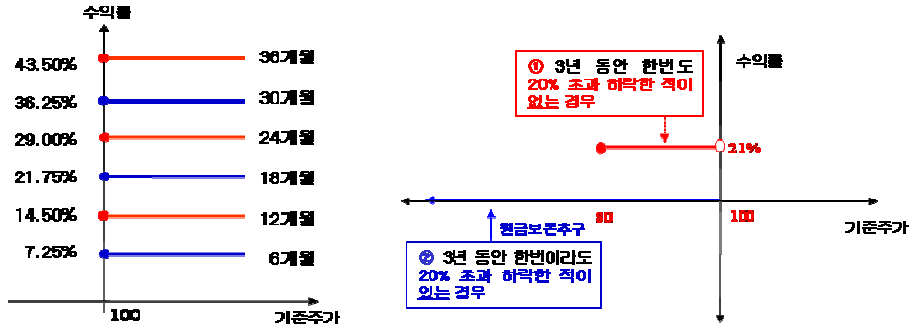 수익률
43.50%
36개월
36.25%
30개월
29.00%
24개월
21.75%
18개월
14.50%
12개월
7.25%
6개월
100
기준주가
수익률
① 3년 동안 한번도
20% 초과 하락한 적이
없는 경우
21%
80
100
기준주가
원금보존추구
② 3년 동안 한번이라도
20% 초과 하락한 적이
있는 경우